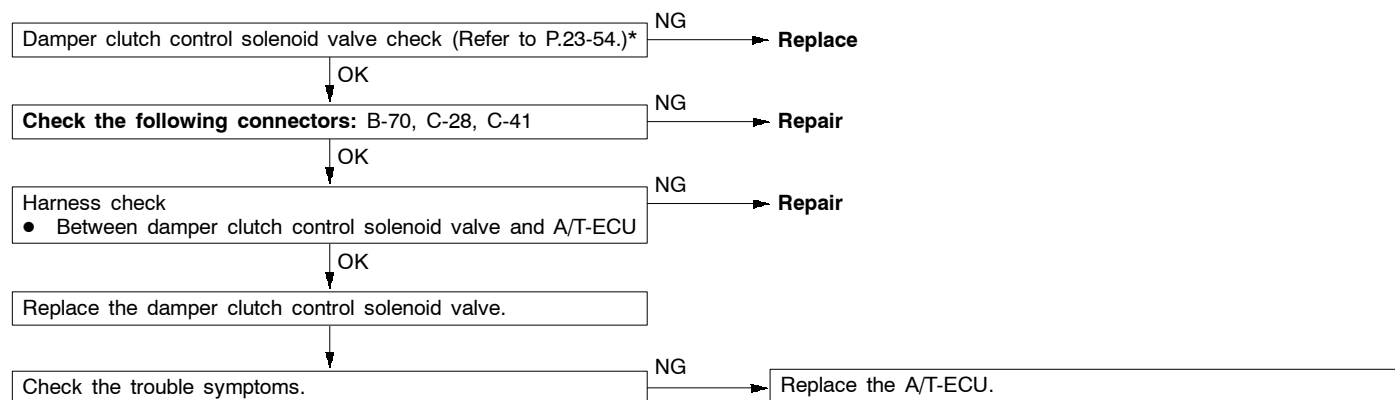 Damper clutch control solenoid valve check (Refer to P.23-54.)*
NG
Replace
OK
Check the following connectors: B-70, C-28, C-41
NG
Repair
OK
Harness check
● Between damper clutch control solenoid valve and A/T-ECU
NG
Repair
OK
Replace the damper clutch control solenoid valve.
Check the trouble symptoms.
NG
Replace the A/T-ECU.